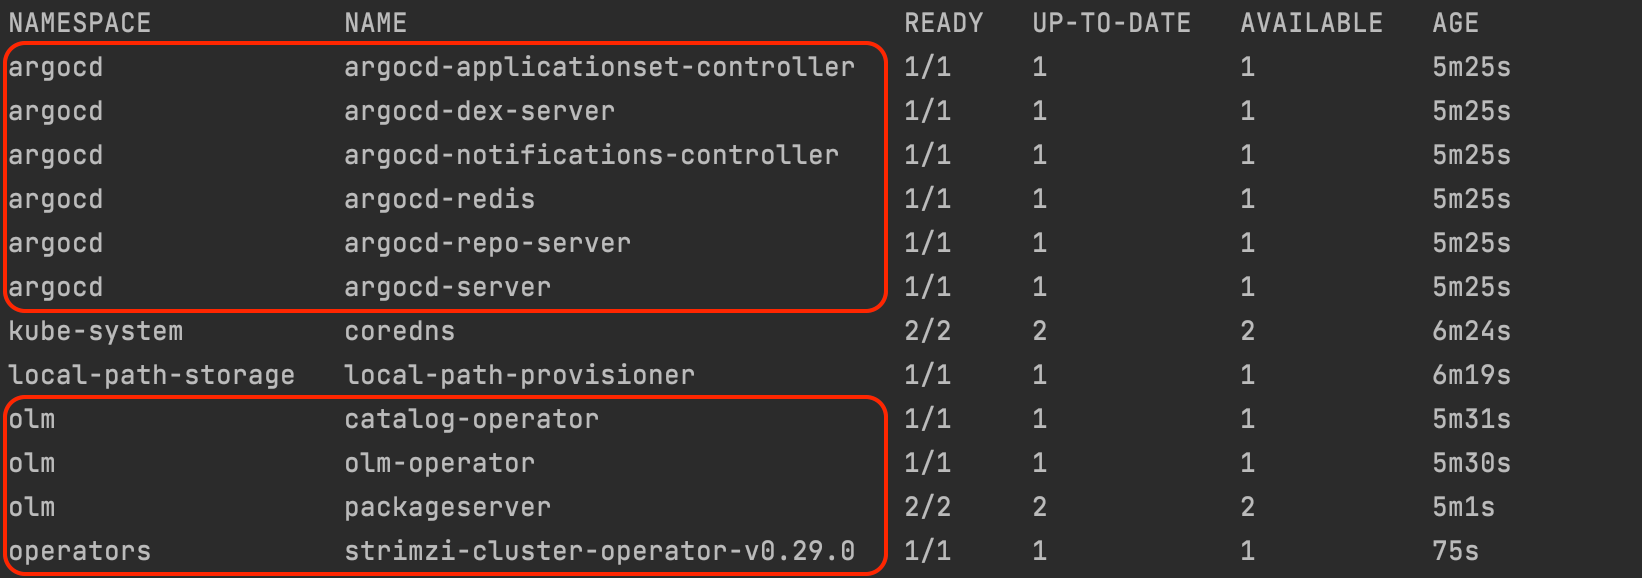 NAMESPACE NAME READY UP-TO-DATE AVAILABLE AGE
argocd argocd-applicationset-controller 1/1 1 1 5m25s
argocd argocd-dex-server 1/1 1 1 5m25s
argocd argocd-notifications-controller 1/1 1 1 5m25s
argocd argocd-redis 1/1 1 1 5m25s
argocd argocd-repo-server 1/1 1 1 5m25s
argocd argocd-server 1/1 1 1 5m25s
kube-system coredns 2/2 2 2 6m24s
local-path-storage local-path-provisioner 1/1 1 1 6m19s
olm catalog-operator 1/1 1 1 5m31s
olm olm-operator 1/1 1 1 5m30s
olm packageserver 2/2 2 2 5m1s
operators strimzi-cluster-operator-v0.29.0 1/1 1 1 75s